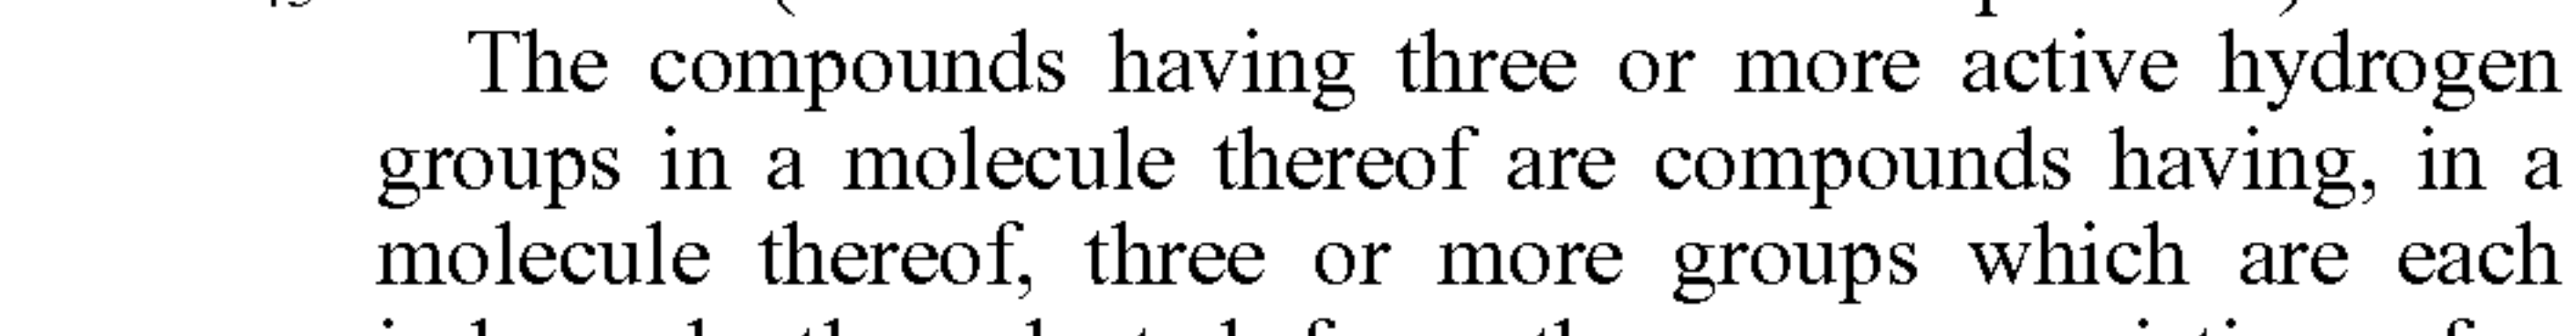 The compounds having three or more active hydrogen
groups in a molecule thereof are compounds having, in a
molecule thereof, three or more groups which are each